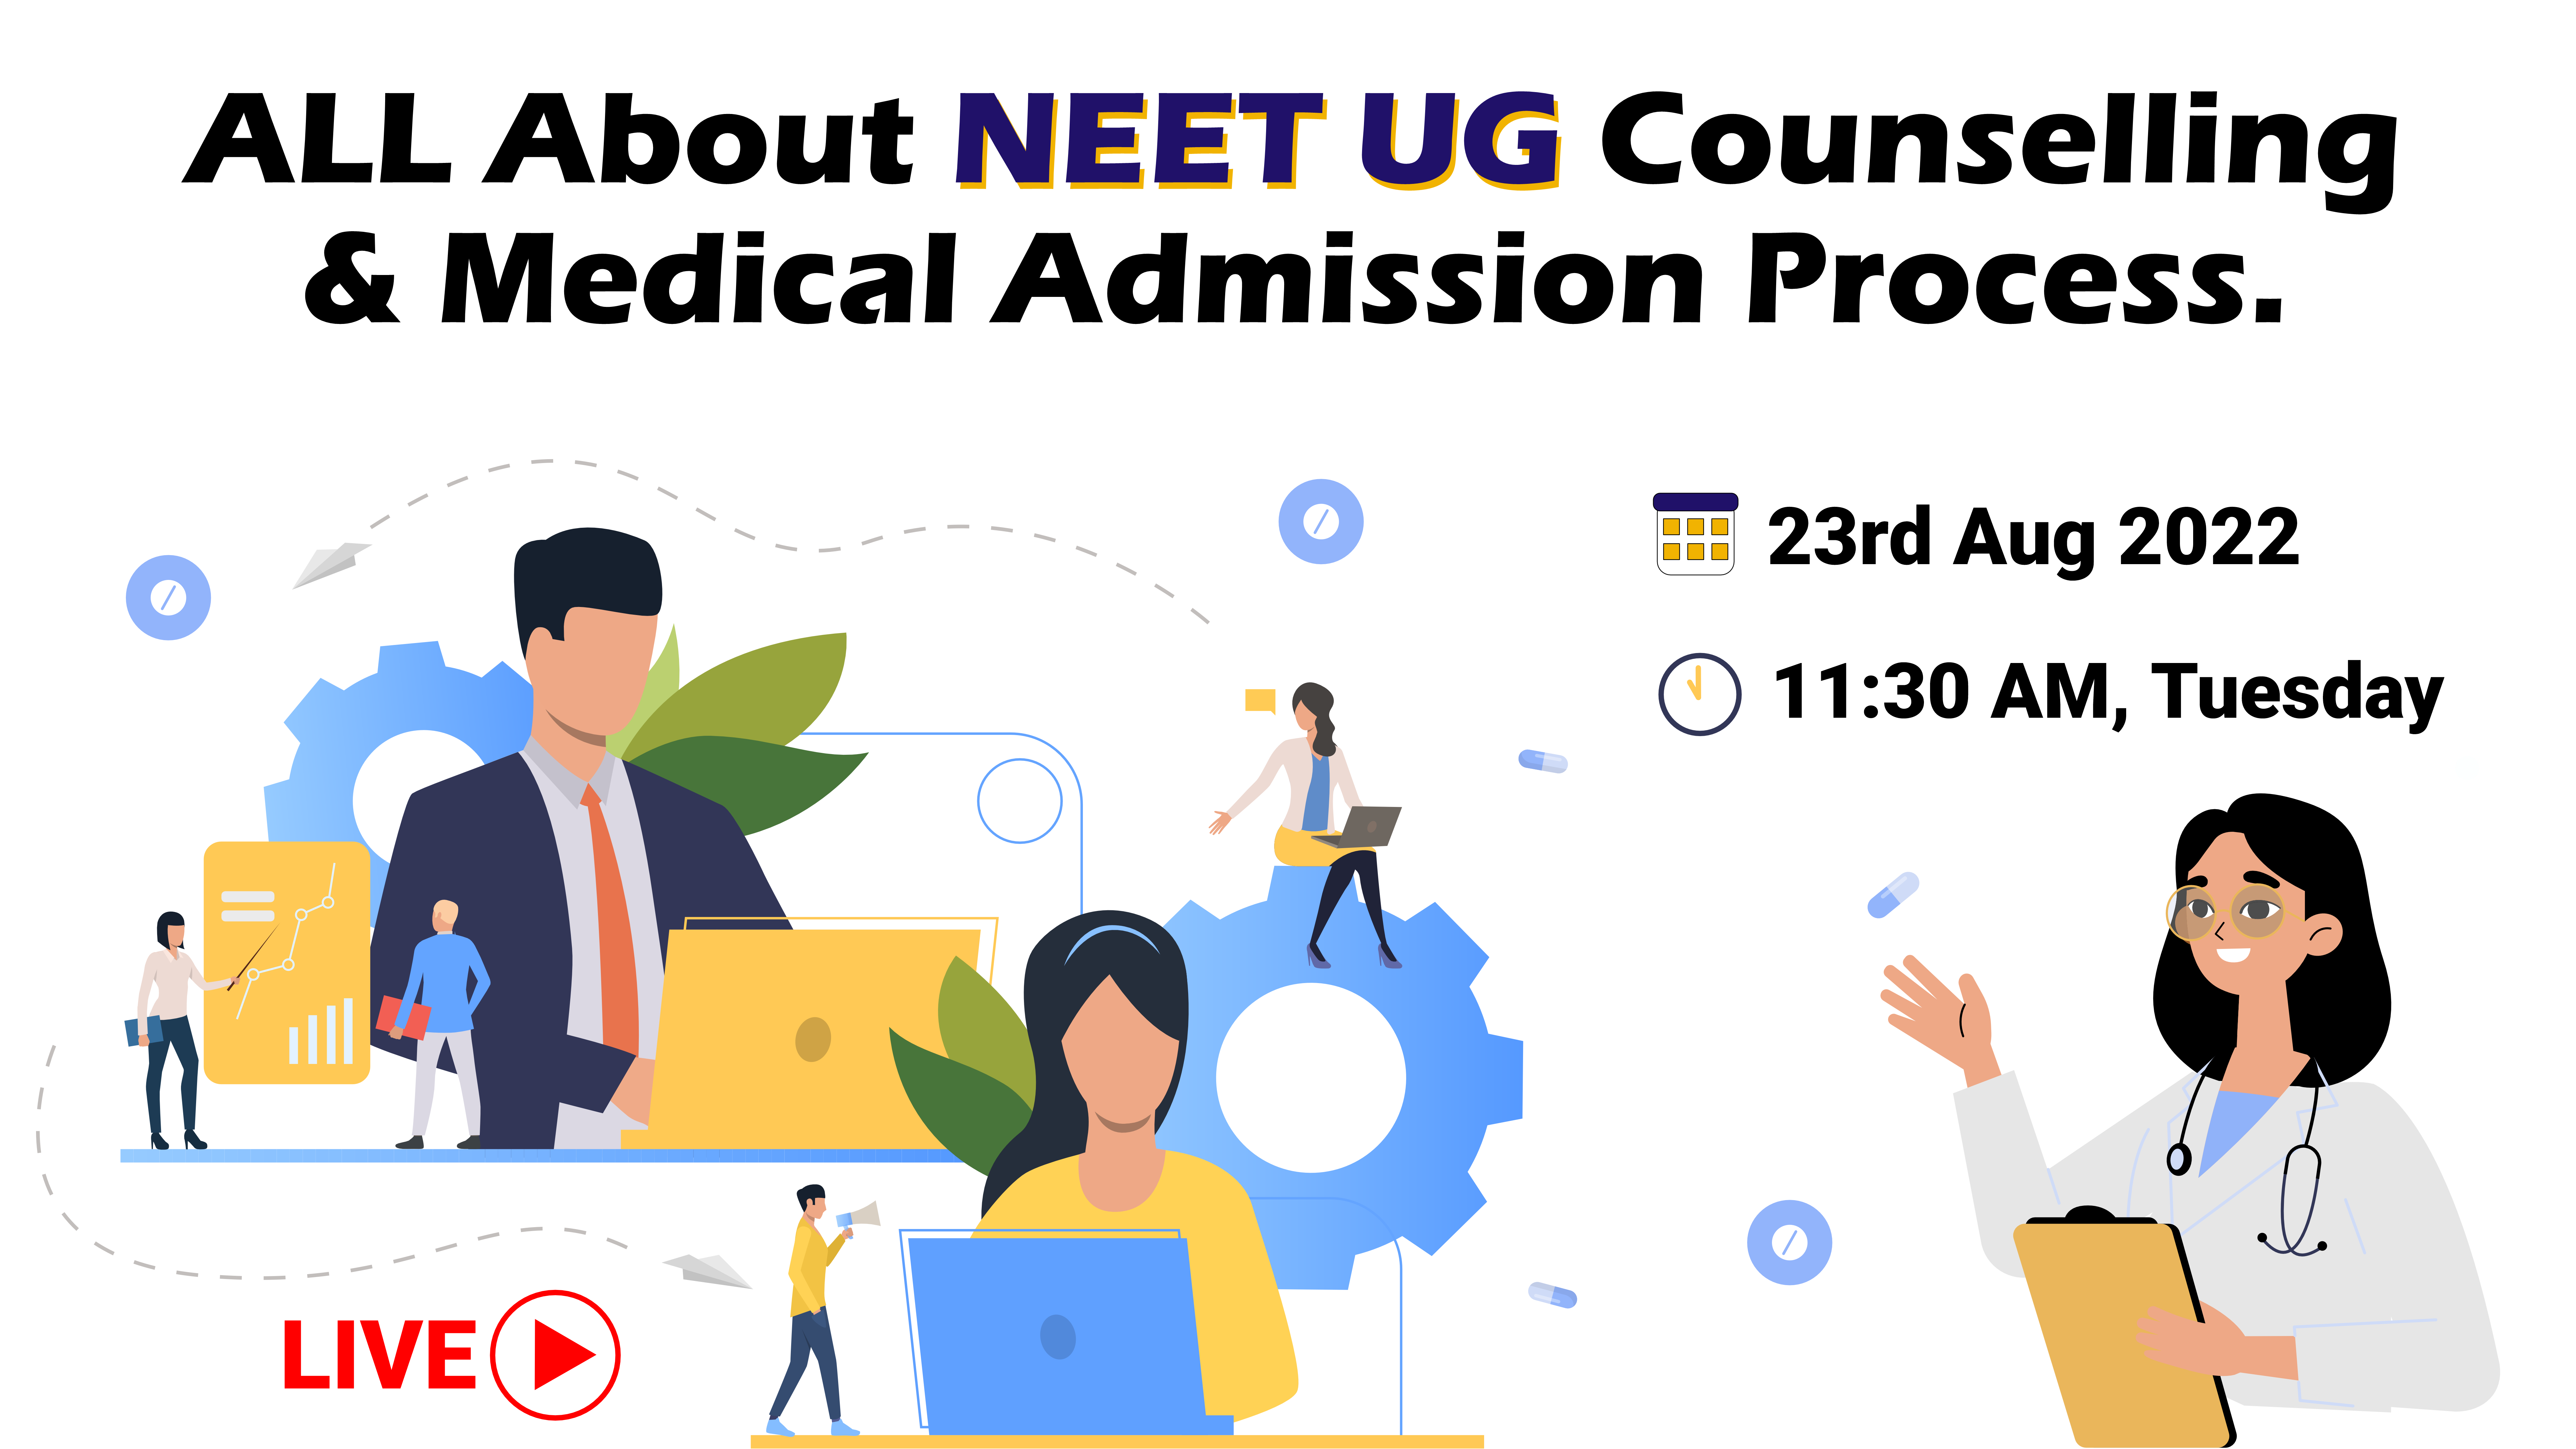 ALL About NEET UG Counselling
& Medical Admission Process.
23rd Aug 2022
11:30 AM, Tuesday
LIVE